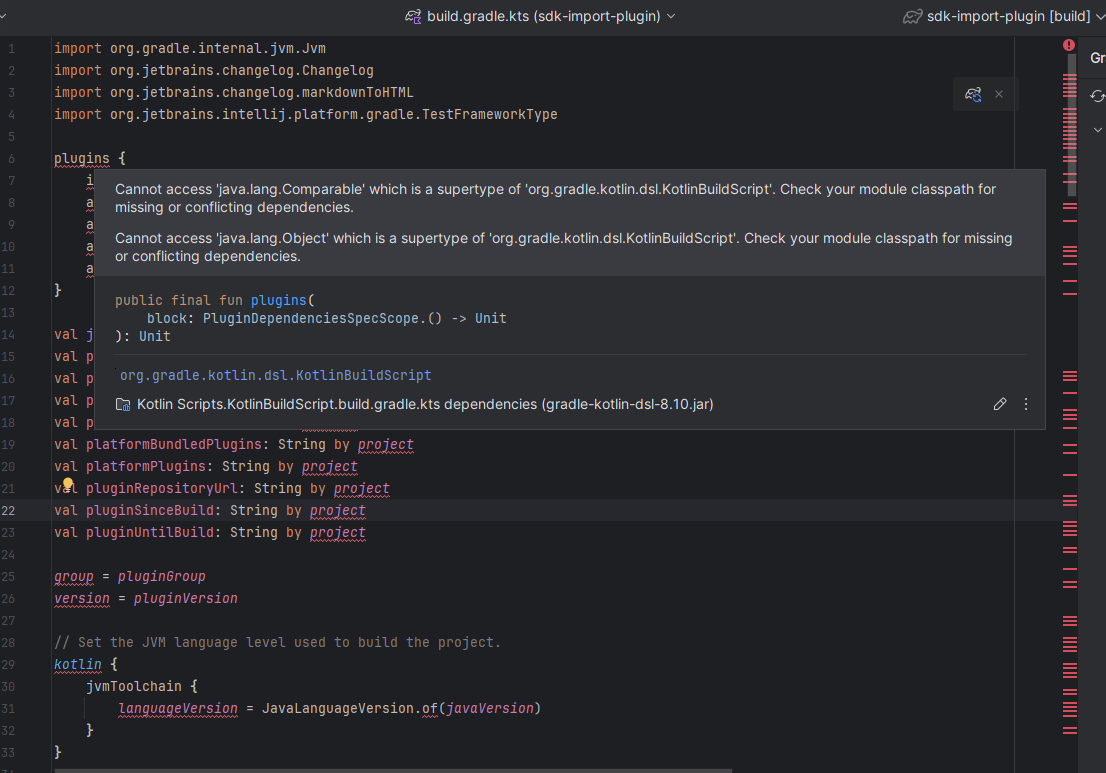 build.gradle.kts (sdk-import-plugin)
sdk-import-plugin [build]
Gr
1 import org.gradle.internal.jvm.Jvm
2 import org.jetbrains.changelog.Changelog
3 import org.jetbrains.changelog.markdownToHTML
4 import org.jetbrains.intellij.platform.gradle.TestFrameworkType
5
6 plugins {
7 i
8 a
9 a
10 a
11 a
12 }
13
14 val j
15 val p
16 val p
17 val p
18 val p
Cannot access 'java.lang.Comparable' which is a supertype of 'org.gradle.kotlin.dsl.KotlinBuildScript'. Check your module classpath for
missing or conflicting dependencies.
Cannot access 'java.lang.Object' which is a supertype of 'org.gradle.kotlin.dsl.KotlinBuildScript'. Check your module classpath for missing
or conflicting dependencies.
public final fun plugins(
block: PluginDependenciesSpecScope.() -> Unit
): Unit
org.gradle.kotlin.dsl.KotlinBuildScript
Kotlin Scripts.KotlinBuildScript.build.gradle.kts dependencies (gradle-kotlin-dsl-8.10.jar)
19 val platformBundledPlugins: String by project
20 val platformPlugins: String by project
21 val pluginRepositoryUrl: String by project
22 val pluginSinceBuild: String by project
23 val pluginUntilBuild: String by project
24
25 group = pluginGroup
26 version = pluginVersion
27
28 // Set the JVM language level used to build the project.
29 kotlin {
30 jvmToolchain {
31 languageVersion = JavaLanguageVersion.of(javaVersion)
32 }
33 }